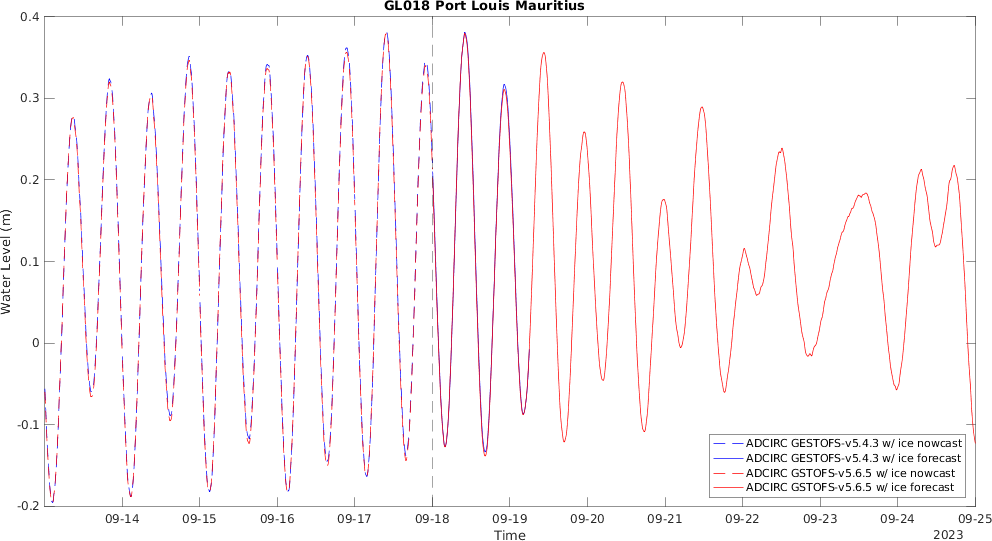 GL018 Port Louis Mauritius
Water Level (m)
0.4
0.3
0.2
0.1
0
-0.1
-0.2
ADCIRC GESTOFS-v5.4.3 w/ ice nowcast
ADCIRC GESTOFS-v5.4.3 w/ ice forecast
ADCIRC GSTOFS-v5.6.5 w/ ice nowcast
ADCIRC GSTOFS-v5.6.5 w/ ice forecast
09-14 09-15 09-16 09-17 09-18 09-19 09-20 09-21 09-22 09-23 09-24 09-25
Time
2023